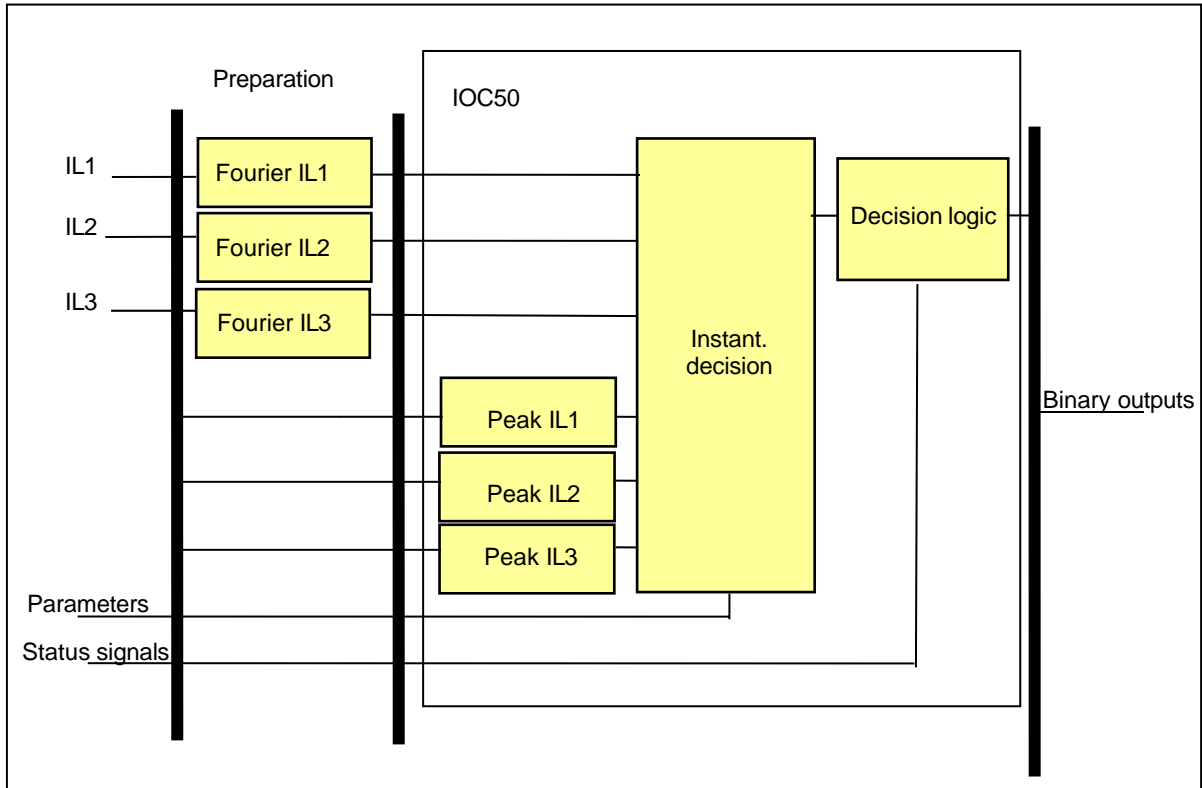 Preparation
IOC50
IL1
Fourier IL1
IL2
Fourier IL2
Decision logic
IL3
Fourier IL3
Instant.
decision
Peak IL1
Binary outputs
Peak IL2
Peak IL3
Parameters
Status signals